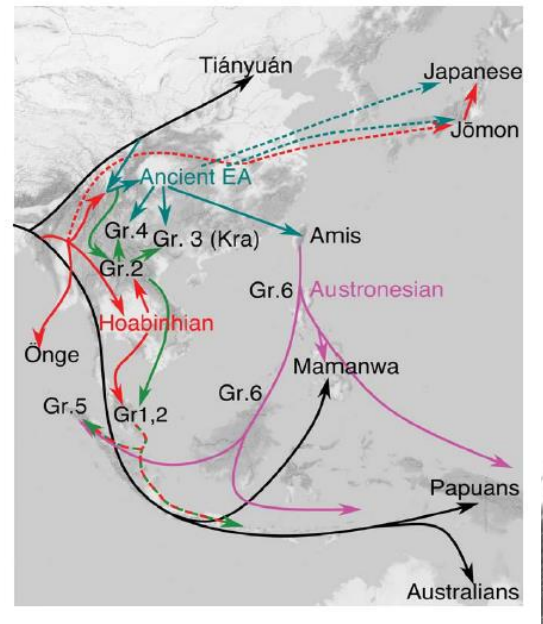 Tiányuán
Japanese
Jōmon
Ancient EA
Gr.4
Gr. 3 (Kra)
Amis
Gr.2
Gr.6 Austronesian
Hoabinhian
Önge
Mamanwa
Gr.6
Gr.5
Gr1,2
Papuans
Australians